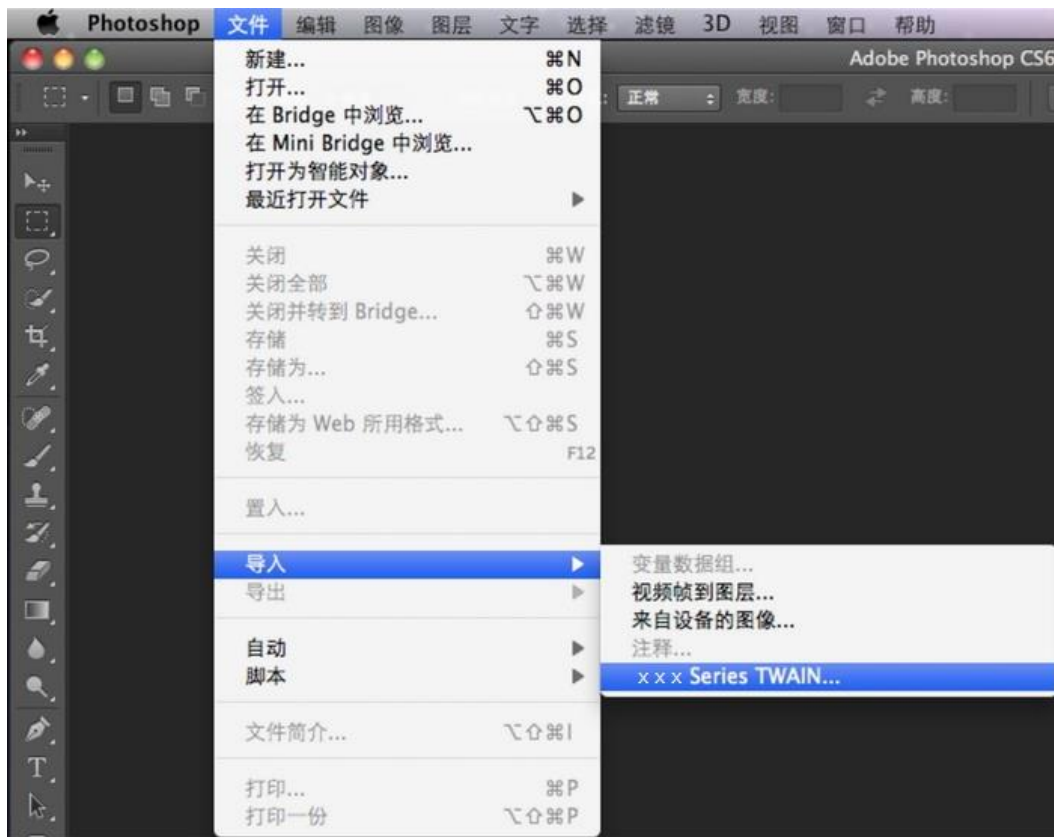 Photoshop 文件 编辑 图像 图层 文字 选择 滤镜 3D 视图 窗口 帮助
Adobe Photoshop CS6
: 正常 宽度: 高度:
新建... ⌘N
打开... ⌘O
在 Bridge 中浏览... ⌥⌘O
在 Mini Bridge 中浏览...
打开为智能对象...
最近打开文件
关闭 ⌘W
关闭全部 ⌥⌘W
关闭并转到 Bridge... ⇧⌘W
存储 ⌘S
存储为... ⇧⌘S
签入...
存储为 Web 所用格式... ⌥⇧⌘S
恢复 F12
置入...
导入
导出
自动
脚本
文件简介... ⌥⇧⌘I
打印... ⌘P
打印一份 ⌥⇧⌘P
变量数据组...
视频帧到图层...
来自设备的图像...
注释...
x x x Series TWAIN...